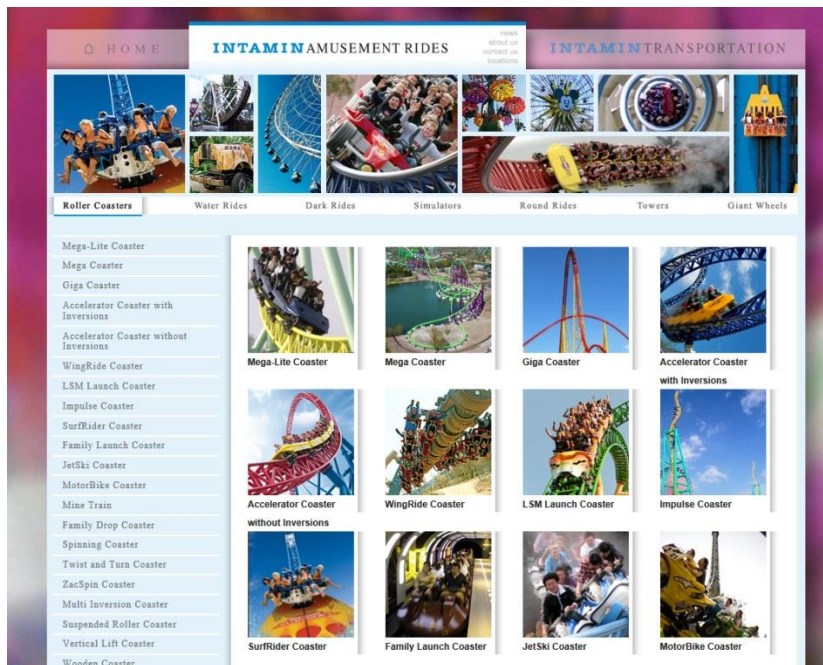 HOME
INTAMIN AMUSEMENT RIDES
news
about us
contact us
locations
INTAMIN TRANSPORTATION
Roller Coasters
Water Rides
Dark Rides
Simulators
Round Rides
Towers
Giant Wheels
Mega-Lite Coaster
Mega Coaster
Giga Coaster
Accelerator Coaster with
Inversions
Accelerator Coaster without
Inversions
WingRide Coaster
LSM Launch Coaster
Impulse Coaster
SurfRider Coaster
Family Launch Coaster
JetSki Coaster
MotorBike Coaster
Mine Train
Family Drop Coaster
Spinning Coaster
Twist and Turn Coaster
ZacSpin Coaster
Multi Inversion Coaster
Suspended Roller Coaster
Vertical Lift Coaster
Wooden Coaster
Mega-Lite Coaster
Mega Coaster
Giga Coaster
Accelerator Coaster
with Inversions
Accelerator Coaster
without Inversions
WingRide Coaster
LSM Launch Coaster
Impulse Coaster
SurfRider Coaster
Family Launch Coaster
JetSki Coaster
MotorBike Coaster